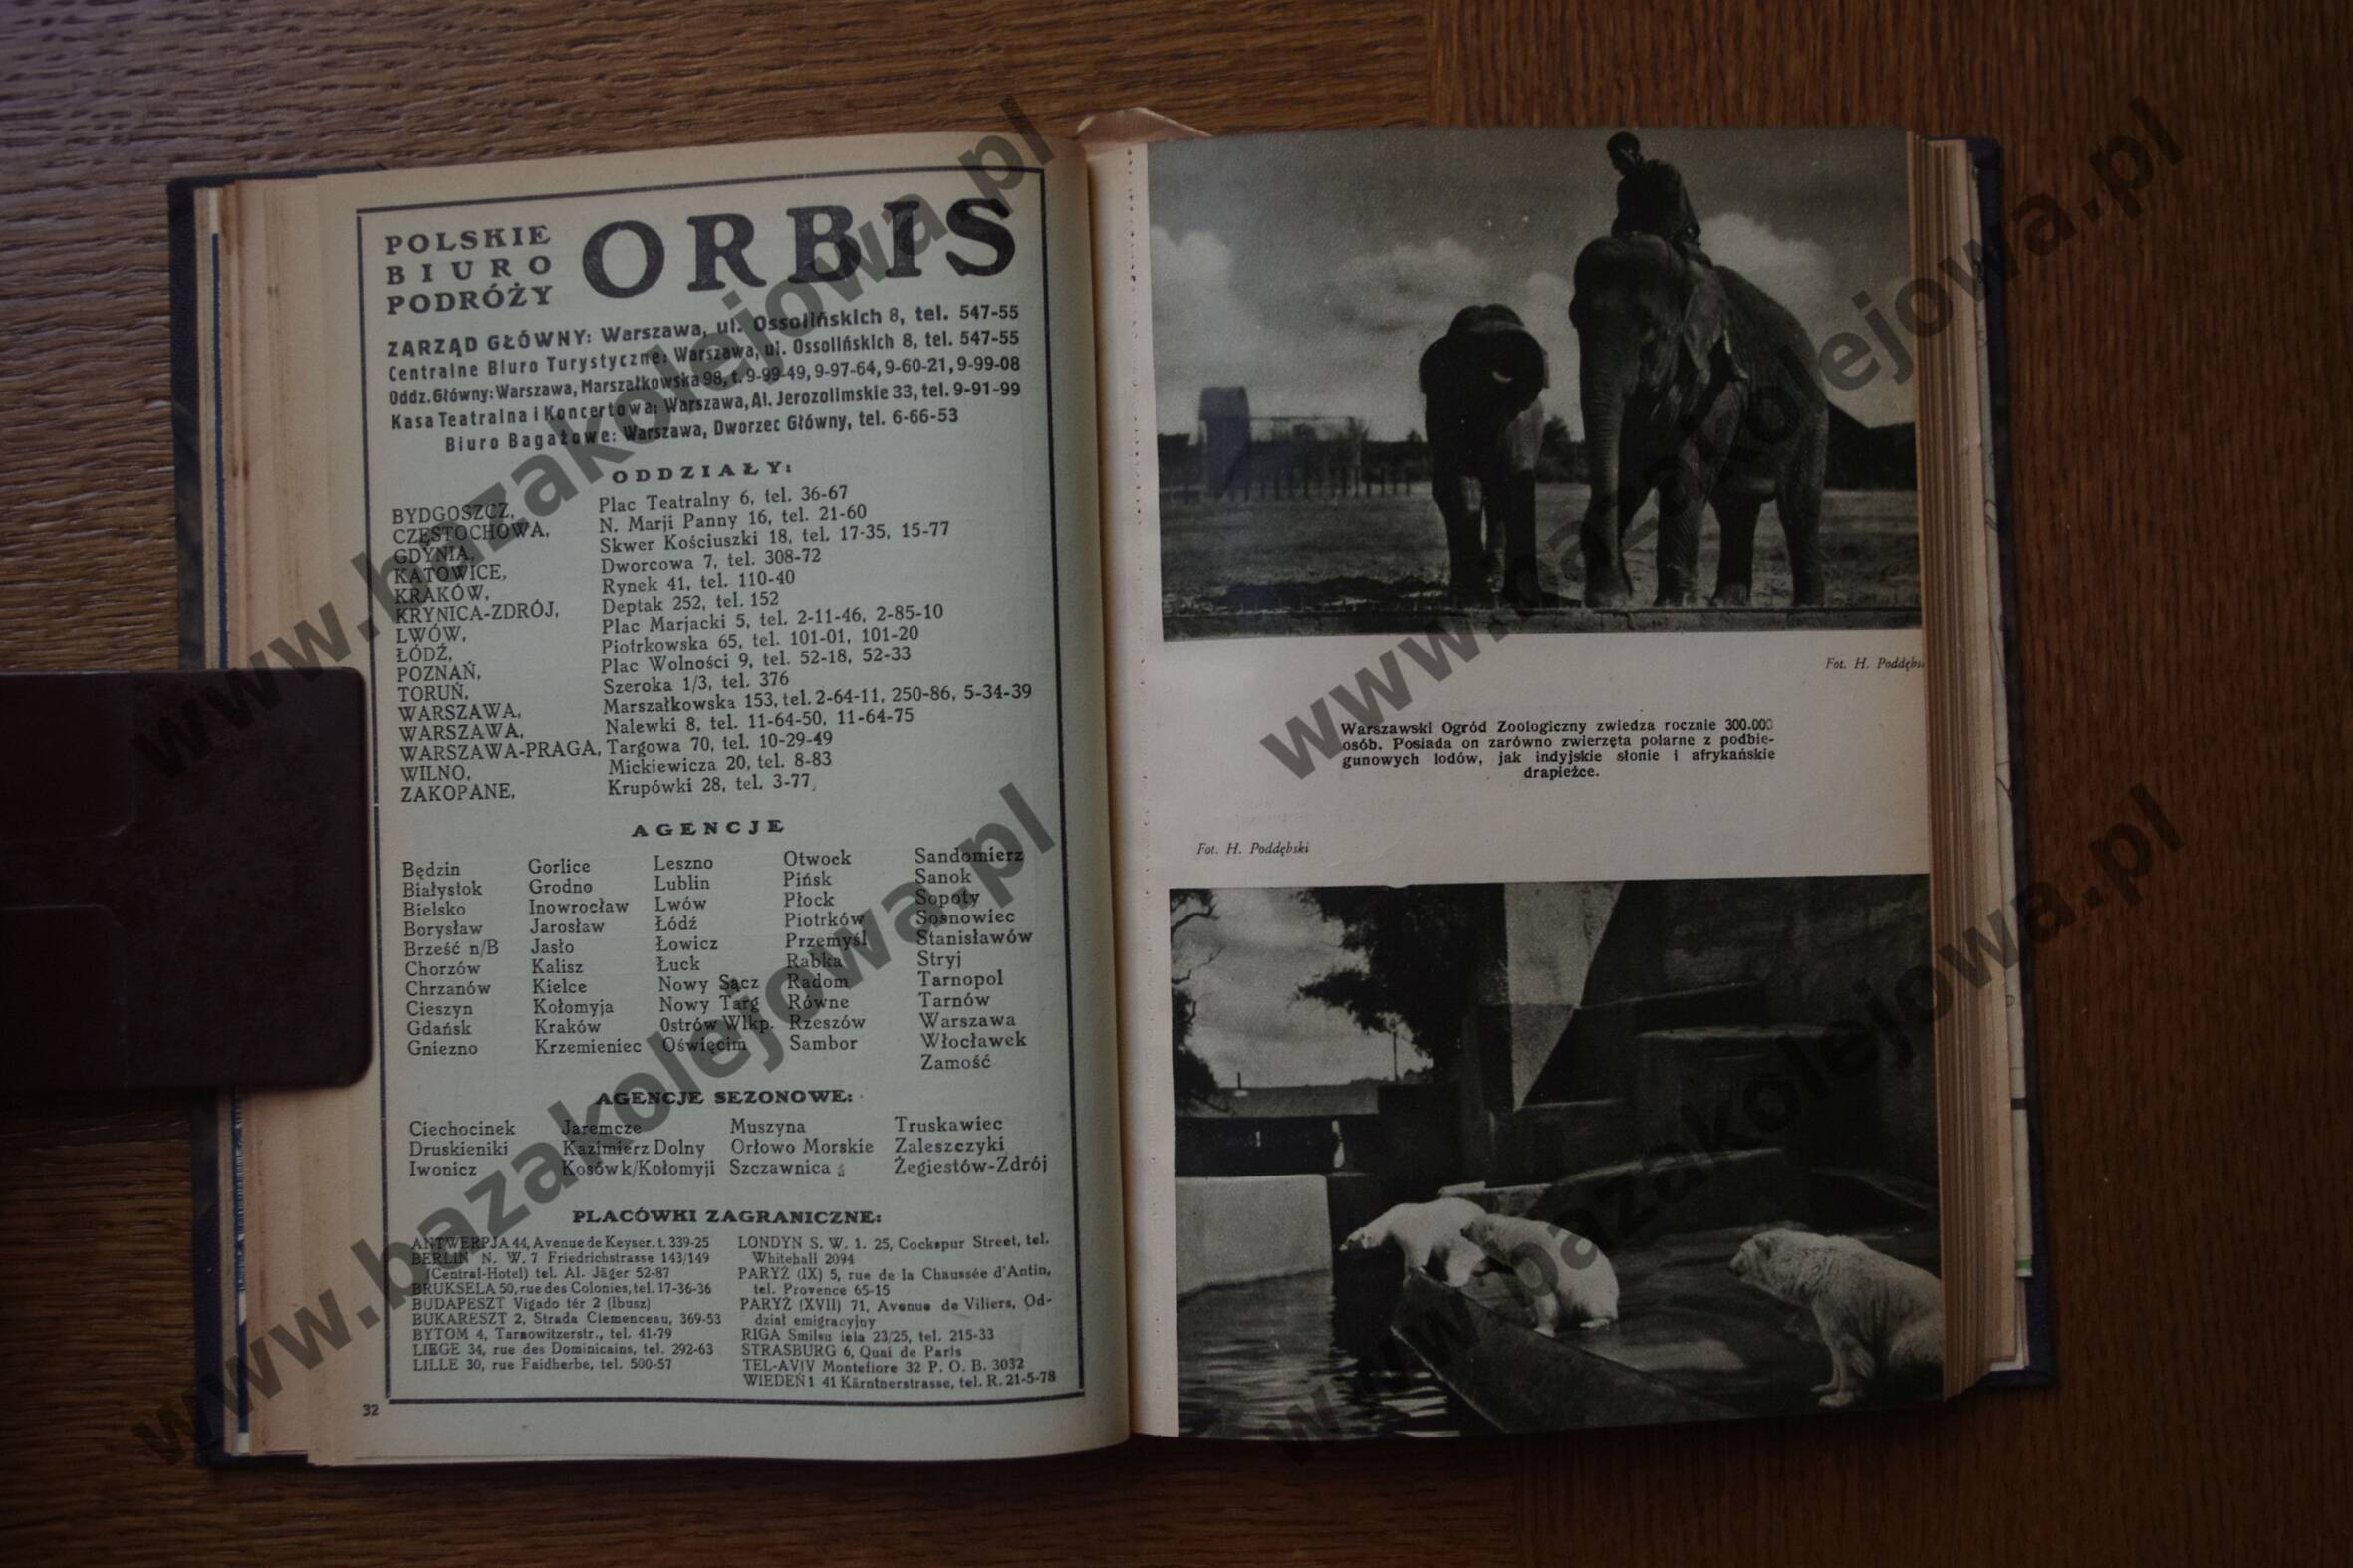 POLSKIE
BIURO
PODRÓŻY
ORBIS
ZARZĄD GŁÓWNY: Warszawa, ul. Ossolińskich 8, tel. 547-55
Centralne Biuro Turystyczne: Warszawa, ul. Ossolińskich 8, tel. 547-55
Oddz. Główny: Warszawa, Marszałkowska 98, t. 9-99-49, 9-97-64, 9-60-21, 9-99-08
Kasa Teatralna i Koncertowa: Warszawa, Al. Jerozolimskie 33, tel. 9-91-99
Biuro Bagażowe: Warszawa, Dworzec Główny, tel. 6-66-53
ODDZIAŁY:
BYDGOSZCZ, Plac Teatralny 6, tel. 36-67
CZĘSTOCHOWA, N. Marji Panny 16, tel. 21-60
GDYNIA, Skwer Kościuszki 18, tel. 17-35, 15-77
KATOWICE, Dworcowa 7, tel. 308-72
KRAKÓW, Rynek 41, tel. 110-40
KRYNICA-ZDRÓJ, Deptak 252, tel. 152
LWÓW, Plac Marjacki 5, tel. 2-11-46, 2-85-10
ŁÓDŹ, Piotrkowska 65, tel. 101-01, 101-20
POZNAŃ, Plac Wolności 9, tel. 52-18, 52-33
TORUŃ, Szeroka 1/3, tel. 376
WARSZAWA, Marszałkowska 153, tel. 2-64-11, 250-86, 5-34-39
WARSZAWA, Nalewki 8, tel. 11-64-50, 11-64-75
WARSZAWA-PRAGA, Targowa 70, tel. 10-29-49
WILNO, Mickiewicza 20, tel. 8-83
ZAKOPANE, Krupówki 28, tel. 3-77
AGENCJE
Będzin Gorlice Leszno Otwock Sandomierz
Białystok Grodno Lublin Pińsk Sanok
Bielsko Inowrocław Lwów Płock Sopoty
Borysław Jarosław Łódź Piotrków Sosnowiec
Brześć n/B Jasło Łowicz Przemyśl Stanisławów
Chorzów Kalisz Łuck Rabka Stryj
Chrzanów Kielce Nowy Sącz Radom Tarnopol
Cieszyn Kołomyja Nowy Targ Równe Tarnów
Gdańsk Kraków Ostrów Wlkp. Rzeszów Warszawa
Gniezno Krzemieniec Oświęcim Sambor Włocławek
Zamość
AGENCJE SEZONOWE:
Ciechocinek Jaremcze Muszyna Truskawiec
Druskieniki Kazimierz Dolny Orłowo Morskie Zaleszczyki
Iwonicz Kosów k/Kołomyji Szczawnica Żegiestów-Zdrój
PLACÓWKI ZAGRANICZNE:
ANTWERPJA 44, Avenue de Keyser. t. 339-25
BERLIN N. W. 7 Friedrichstrasse 143/149
(Central-Hotel) tel. Al. Jäger 52-87
BRUKSELA 50, rue des Colonies, tel. 17-36-36
BUDAPESZT Vigado tér 2 (Ibusz)
BUKARESZT 2, Strada Clemenceau, 369-53
BYTOM 4, Tarnowitzerstr., tel. 41-79
LIEGE 34, rue des Dominicains, tel. 292-63
LILLE 30, rue Faidherbe, tel. 500-57
LONDYN S. W. 1. 25, Cockspur Street, tel.
Whitehall 2094
PARYŻ (IX) 5, rue de la Chaussée d'Antin,
tel. Provence 65-15
PARYŻ (XVII) 71, Avenue de Viliers, Od-
dział emigracyjny
RIGA Smilsu iela 23/25, tel. 215-33
STRASBURG 6, Quai de Paris
TEL-AVIV Montefiore 32 P. O. B. 3032
WIEDEŃ 1 41 Kärntnerstrasse, tel. R. 21-5-78
32
Fot. H. Poddębs
Warszawski Ogród Zoologiczny zwiedza rocznie 300.000
osób. Posiada on zarówno zwierzęta polarne z podbie-
gunowych lodów, jak indyjskie słonie i afrykańskie
drapieżce.
Fot. H. Poddębski
www.bazakolejowa.pl
www.bazakolejowa.pl
www.bazakolejowa.pl
www.bazakolejowa.pl